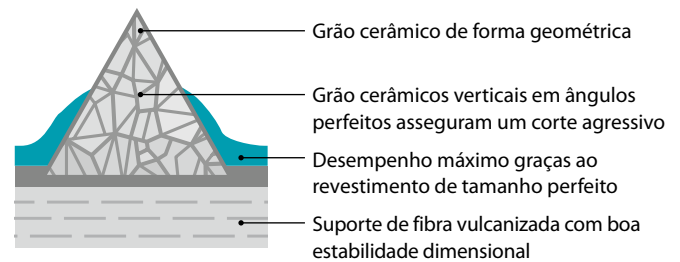 Grão cerâmico de forma geométrica
Grão cerâmicos verticais em ângulos
perfeitos asseguram um corte agressivo
Desempenho máximo graças ao
revestimento de tamanho perfeito
Suporte de fibra vulcanizada com boa
estabilidade dimensional